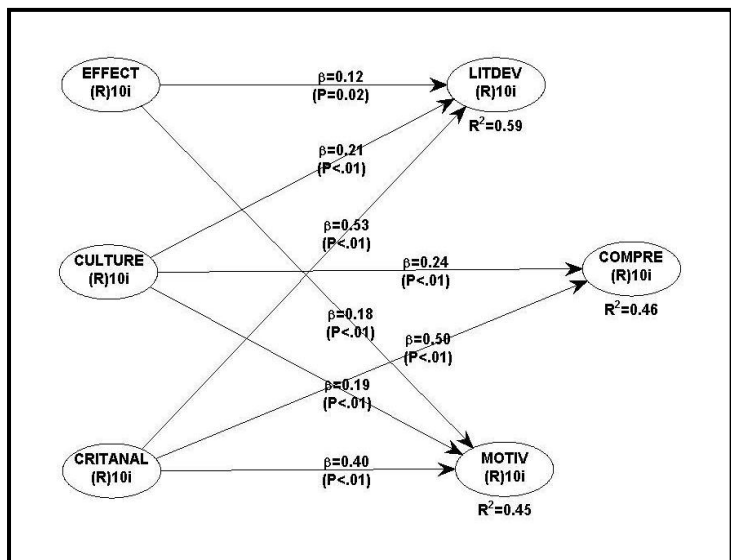 EFFECT
(R)10i
β=0.12
(P=0.02)
LITDEV
(R)10i
R²=0.59
β=0.21
(P<.01)
β=0.53
(P<.01)
CULTURE
(R)10i
β=0.24
(P<.01)
COMPRE
(R)10i
R²=0.46
β=0.18
(P<.01)
β=0.50
(P<.01)
β=0.19
(P<.01)
CRITANAL
(R)10i
β=0.40
(P<.01)
MOTIV
(R)10i
R²=0.45